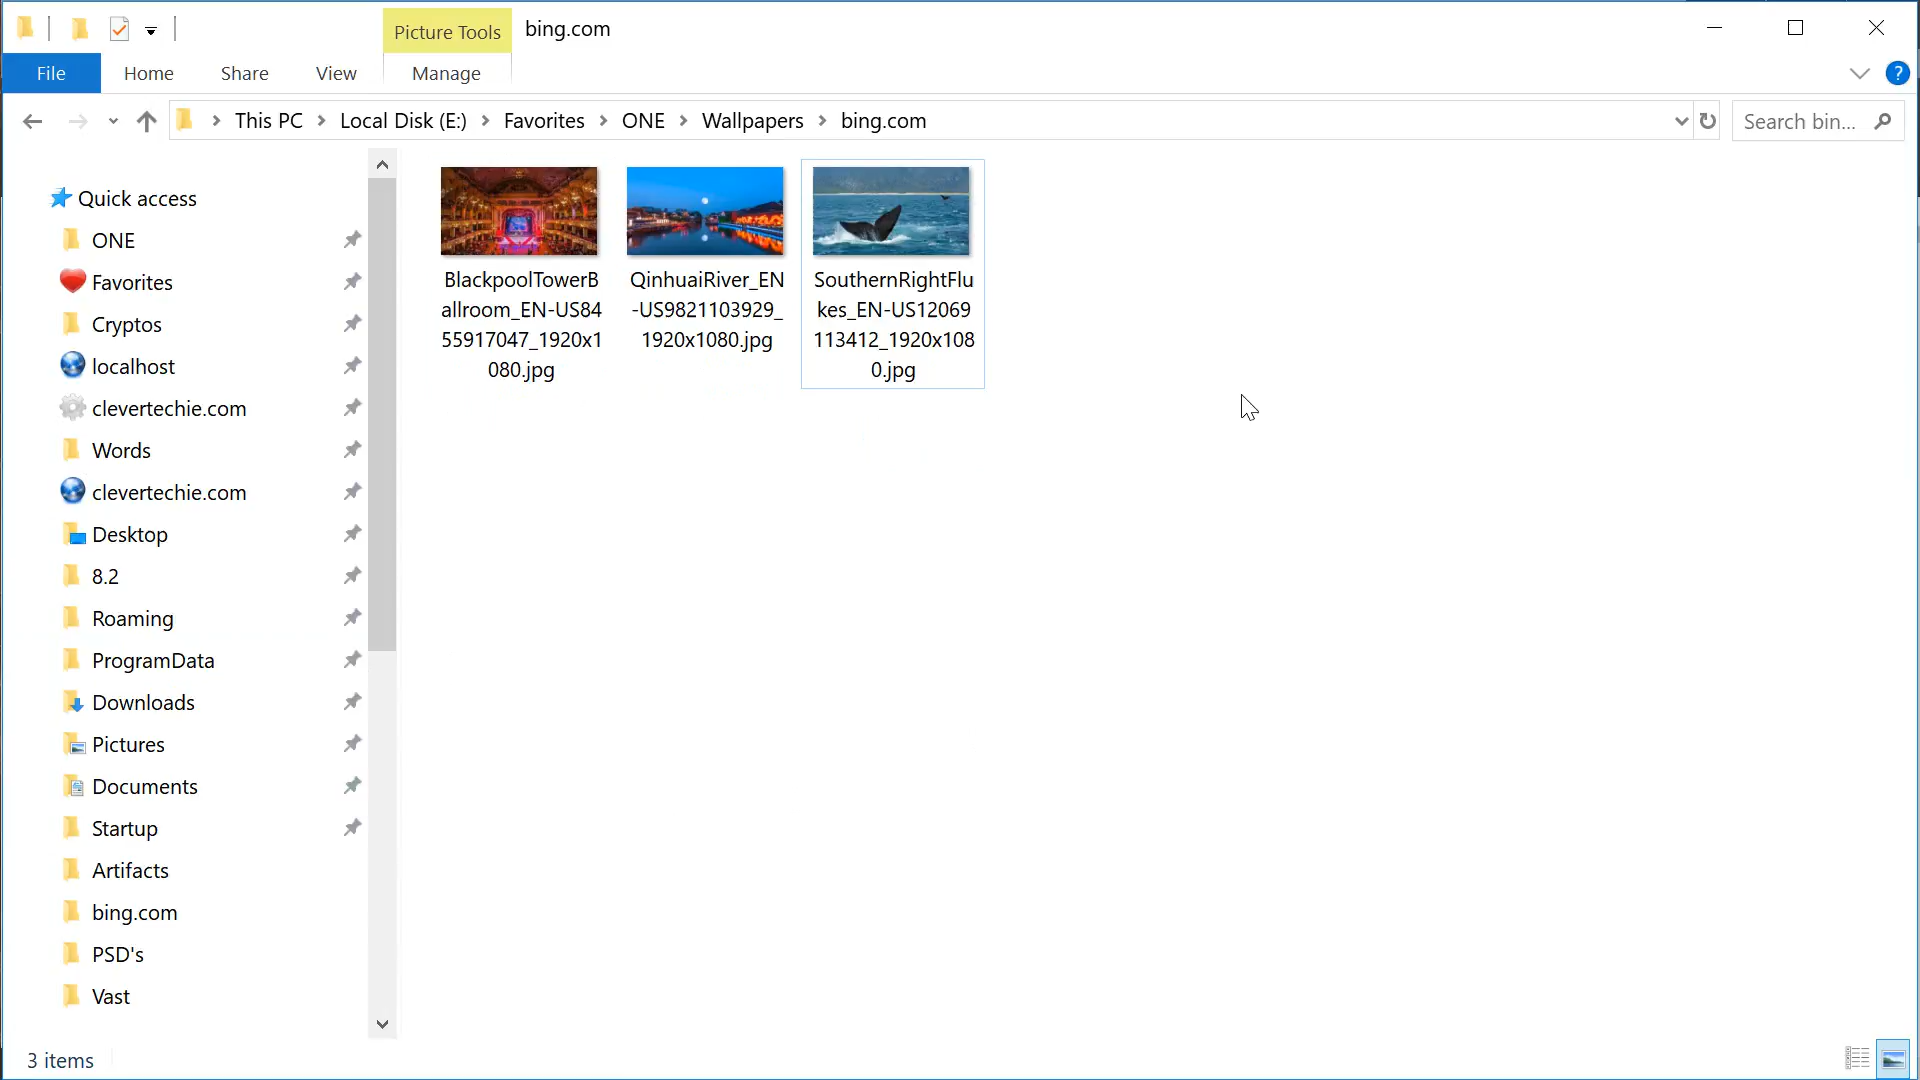 Picture Tools
bing.com
File
Home
Share
View
Manage
?
This PC
Local Disk (E:)
Favorites
ONE
Wallpapers
bing.com
Search bin...
Quick access
ONE
Favorites
Cryptos
localhost
clevertechie.com
Words
clevertechie.com
Desktop
8.2
Roaming
ProgramData
Downloads
Pictures
Documents
Startup
Artifacts
bing.com
PSD's
Vast
BlackpoolTowerB
allroom_EN-US84
55917047_1920x1
080.jpg
QinhuaiRiver_EN
-US9821103929_
1920x1080.jpg
SouthernRightFlu
kes_EN-US12069
113412_1920x108
0.jpg
3 items